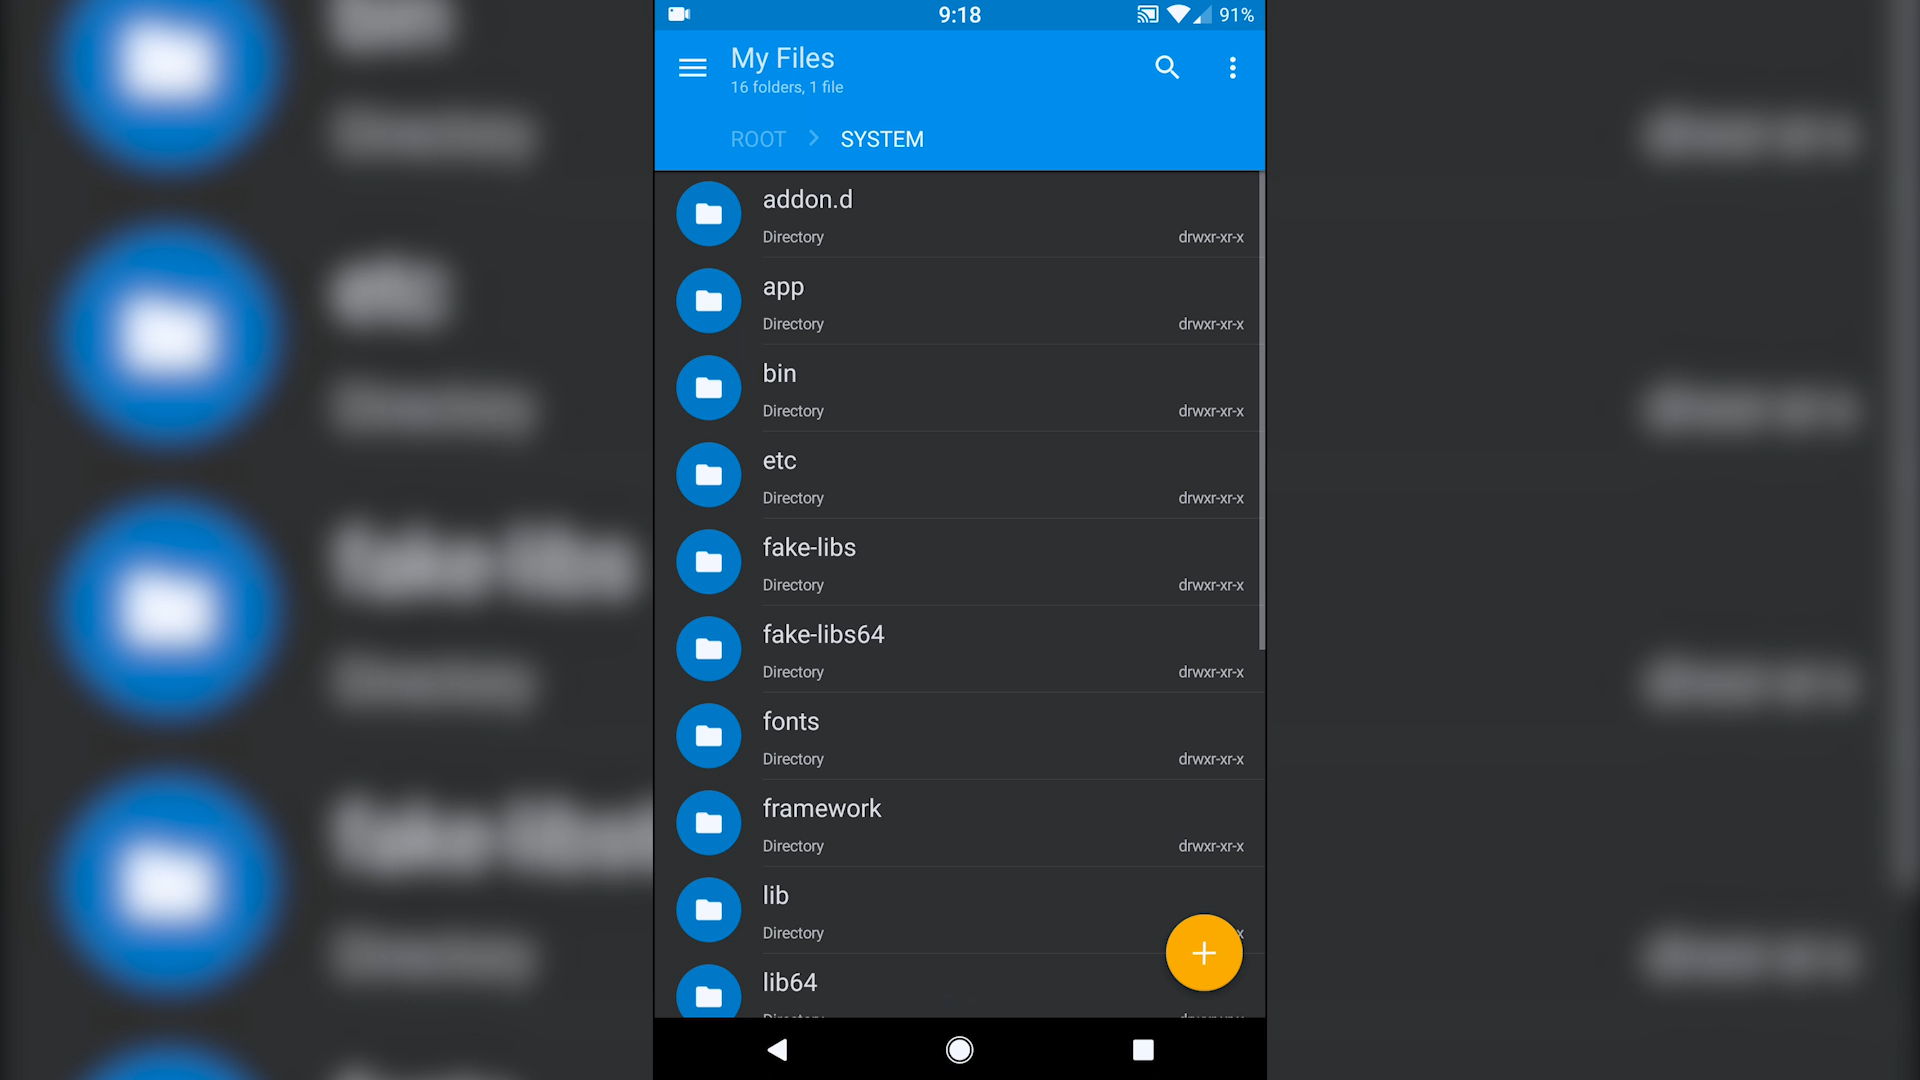 9:18
91%
My Files
16 folders, 1 file
ROOT
SYSTEM
addon.d
Directory
drwxr-xr-x
app
Directory
drwxr-xr-x
bin
Directory
drwxr-xr-x
etc
Directory
drwxr-xr-x
fake-libs
Directory
drwxr-xr-x
fake-libs64
Directory
drwxr-xr-x
fonts
Directory
drwxr-xr-x
framework
Directory
drwxr-xr-x
lib
Directory
x
lib64